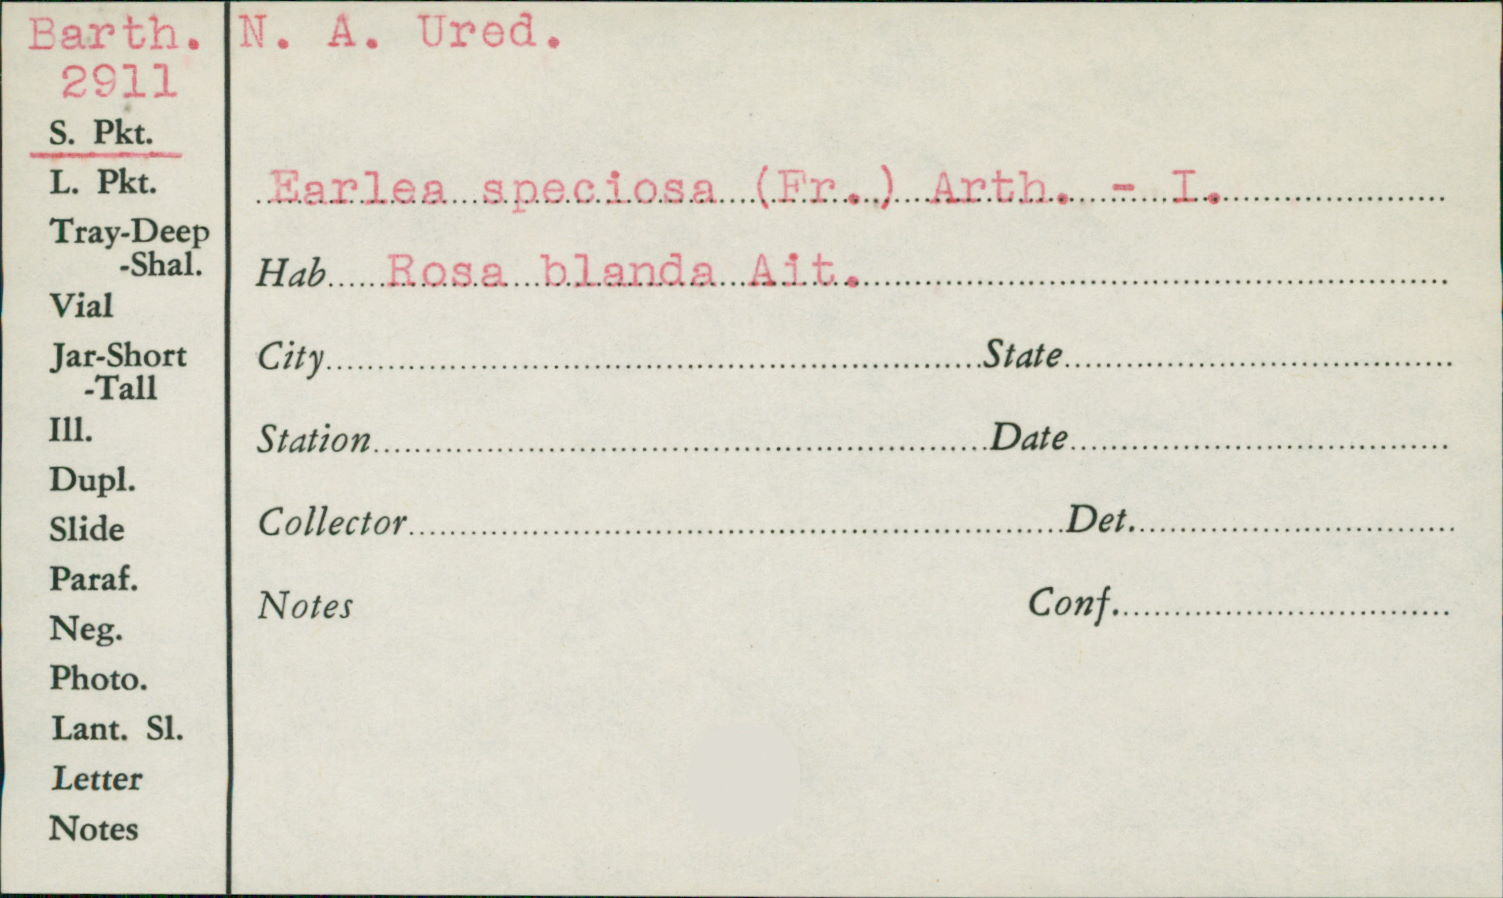 Barth. N. A. Ured.
2911
S. Pkt.
L. Pkt.
Tray-Deep
-Shal.
Vial
Jar-Short
-Tall
Ill.
Dupl.
Slide
Paraf.
Neg.
Photo.
Lant. Sl.
Letter
Notes
Earlea speciosa (Fr.) Arth. - I.
Hab Rosa blanda Ait.
City State
Station Date
Collector Det.
Notes Conf.